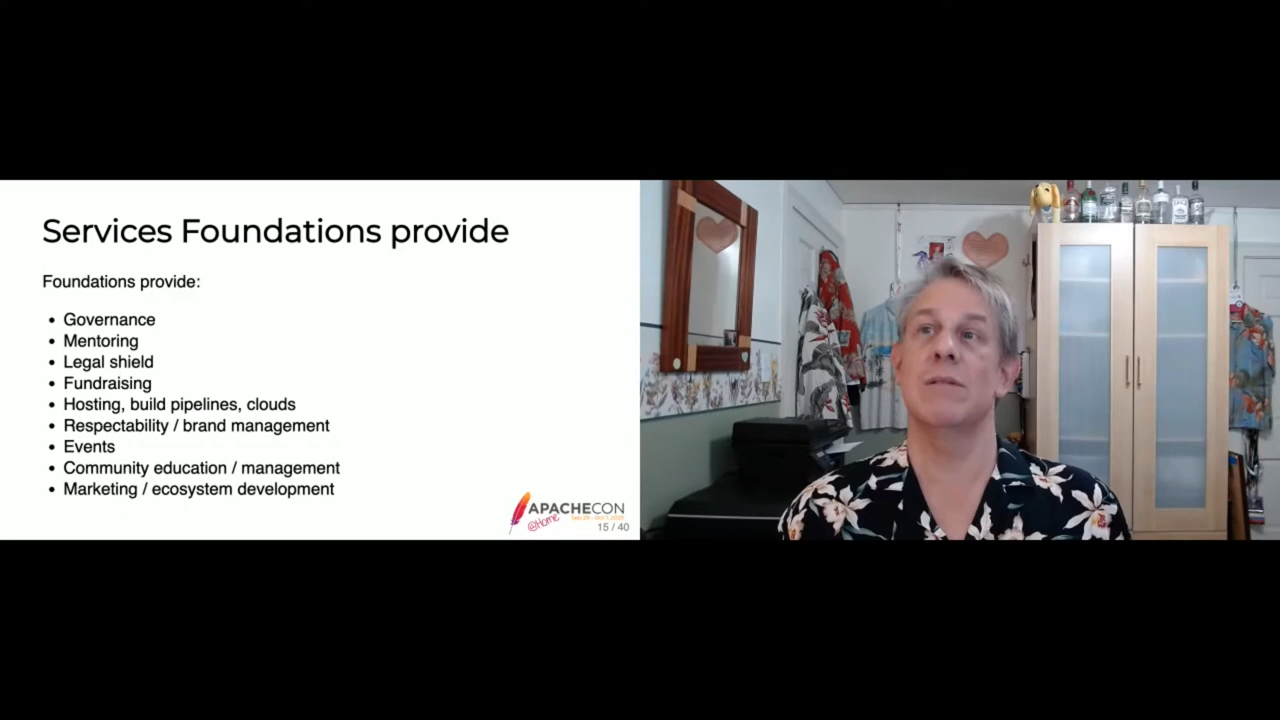 Services Foundations provide
Foundations provide:
• Governance
• Mentoring
• Legal shield
• Fundraising
• Hosting, build pipelines, clouds
• Respectability / brand management
• Events
• Community education / management
• Marketing / ecosystem development
APACHECON
@Home
15 / 40